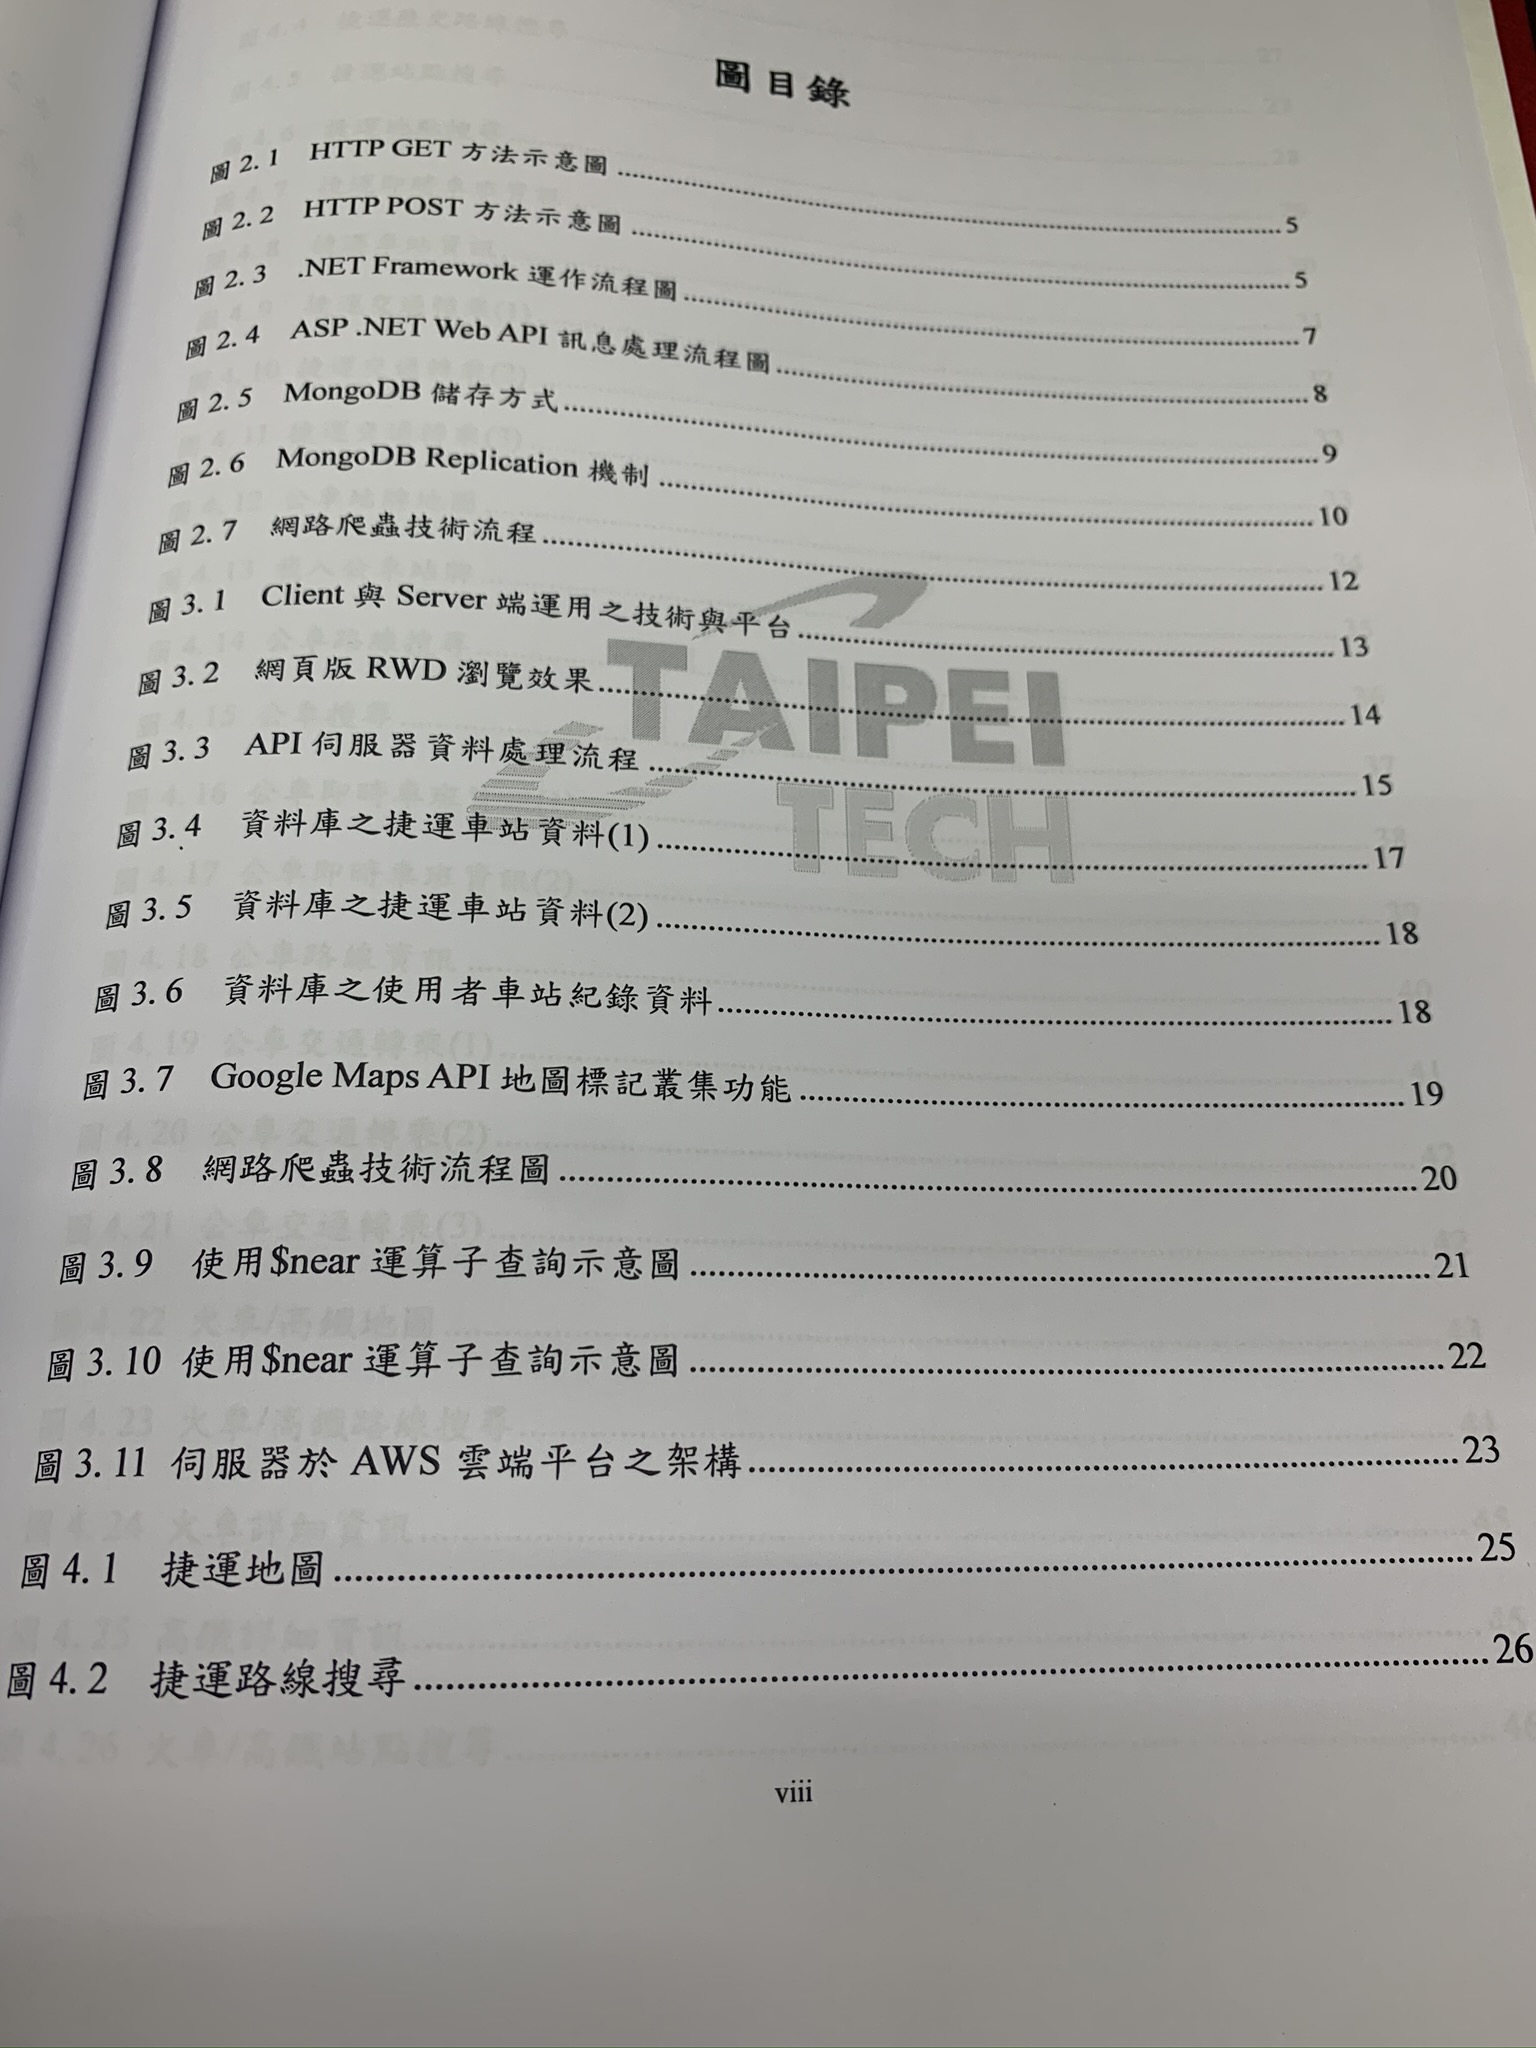 圖目錄
圖 2.1 HTTP GET 方法示意圖 5
圖 2.2 HTTP POST 方法示意圖 5
圖 2.3 .NET Framework 運作流程圖 7
圖 2.4 ASP .NET Web API 訊息處理流程圖 8
圖 2.5 MongoDB 儲存方式 9
圖 2.6 MongoDB Replication 機制 10
圖 2.7 網路爬蟲技術流程 12
圖 3.1 Client 與 Server 端運用之技術與平台 13
圖 3.2 網頁版 RWD 瀏覽效果 14
圖 3.3 API 伺服器資料處理流程 15
圖 3.4 資料庫之捷運車站資料(1) 17
圖 3.5 資料庫之捷運車站資料(2) 18
圖 3.6 資料庫之使用者車站紀錄資料 18
圖 3.7 Google Maps API 地圖標記叢集功能 19
圖 3.8 網路爬蟲技術流程圖 20
圖 3.9 使用$near 運算子查詢示意圖 21
圖 3.10 使用$near 運算子查詢示意圖 22
圖 3.11 伺服器於 AWS 雲端平台之架構 23
圖 4.1 捷運地圖 25
圖 4.2 捷運路線搜尋 26
viii
TAIPEI
TECH